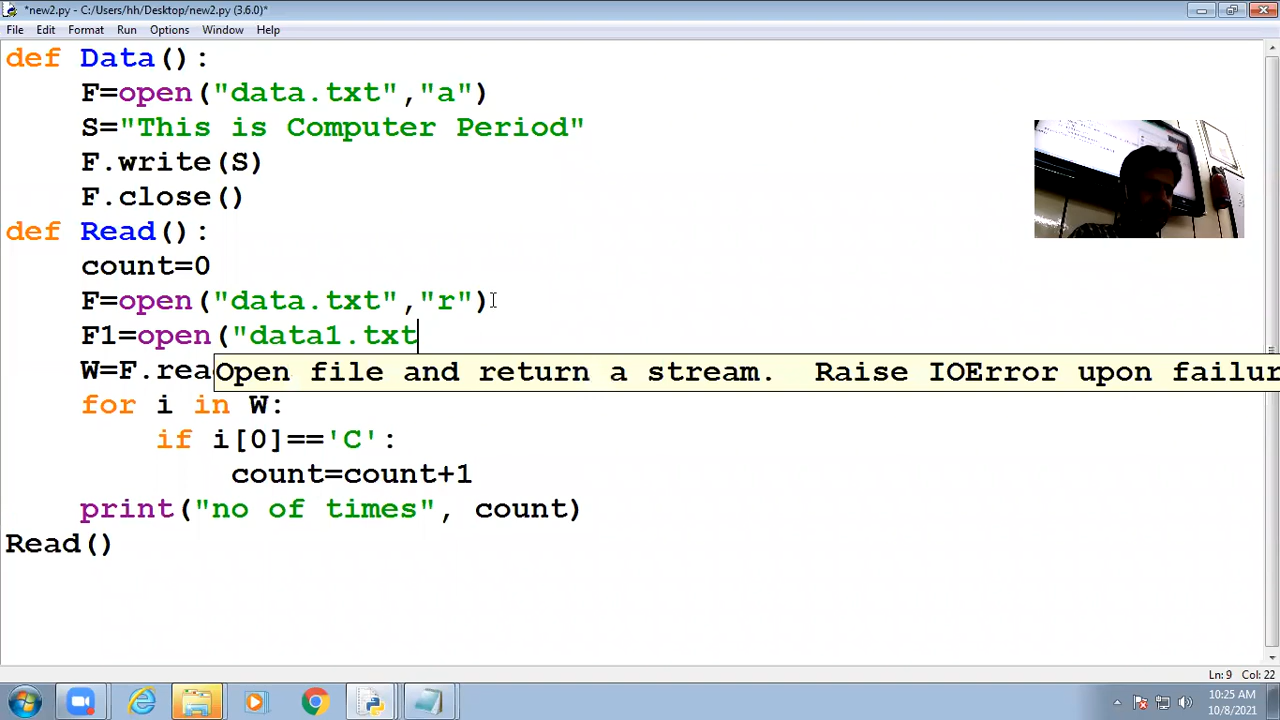 *new2.py - C:/Users/hh/Desktop/new2.py (3.6.0)*
File Edit Format Run Options Window Help
def Data():
F=open("data.txt","a")
S="This is Computer Period"
F.write(S)
F.close()
def Read():
count=0
F=open("data.txt","r")
F1=open("data1.txt
W=F.rea
Open file and return a stream. Raise IOError upon failur
for i in W:
if i[0]=='C':
count=count+1
print("no of times", count)
Read()
Ln: 9 Col: 22
10:25 AM
10/8/2021